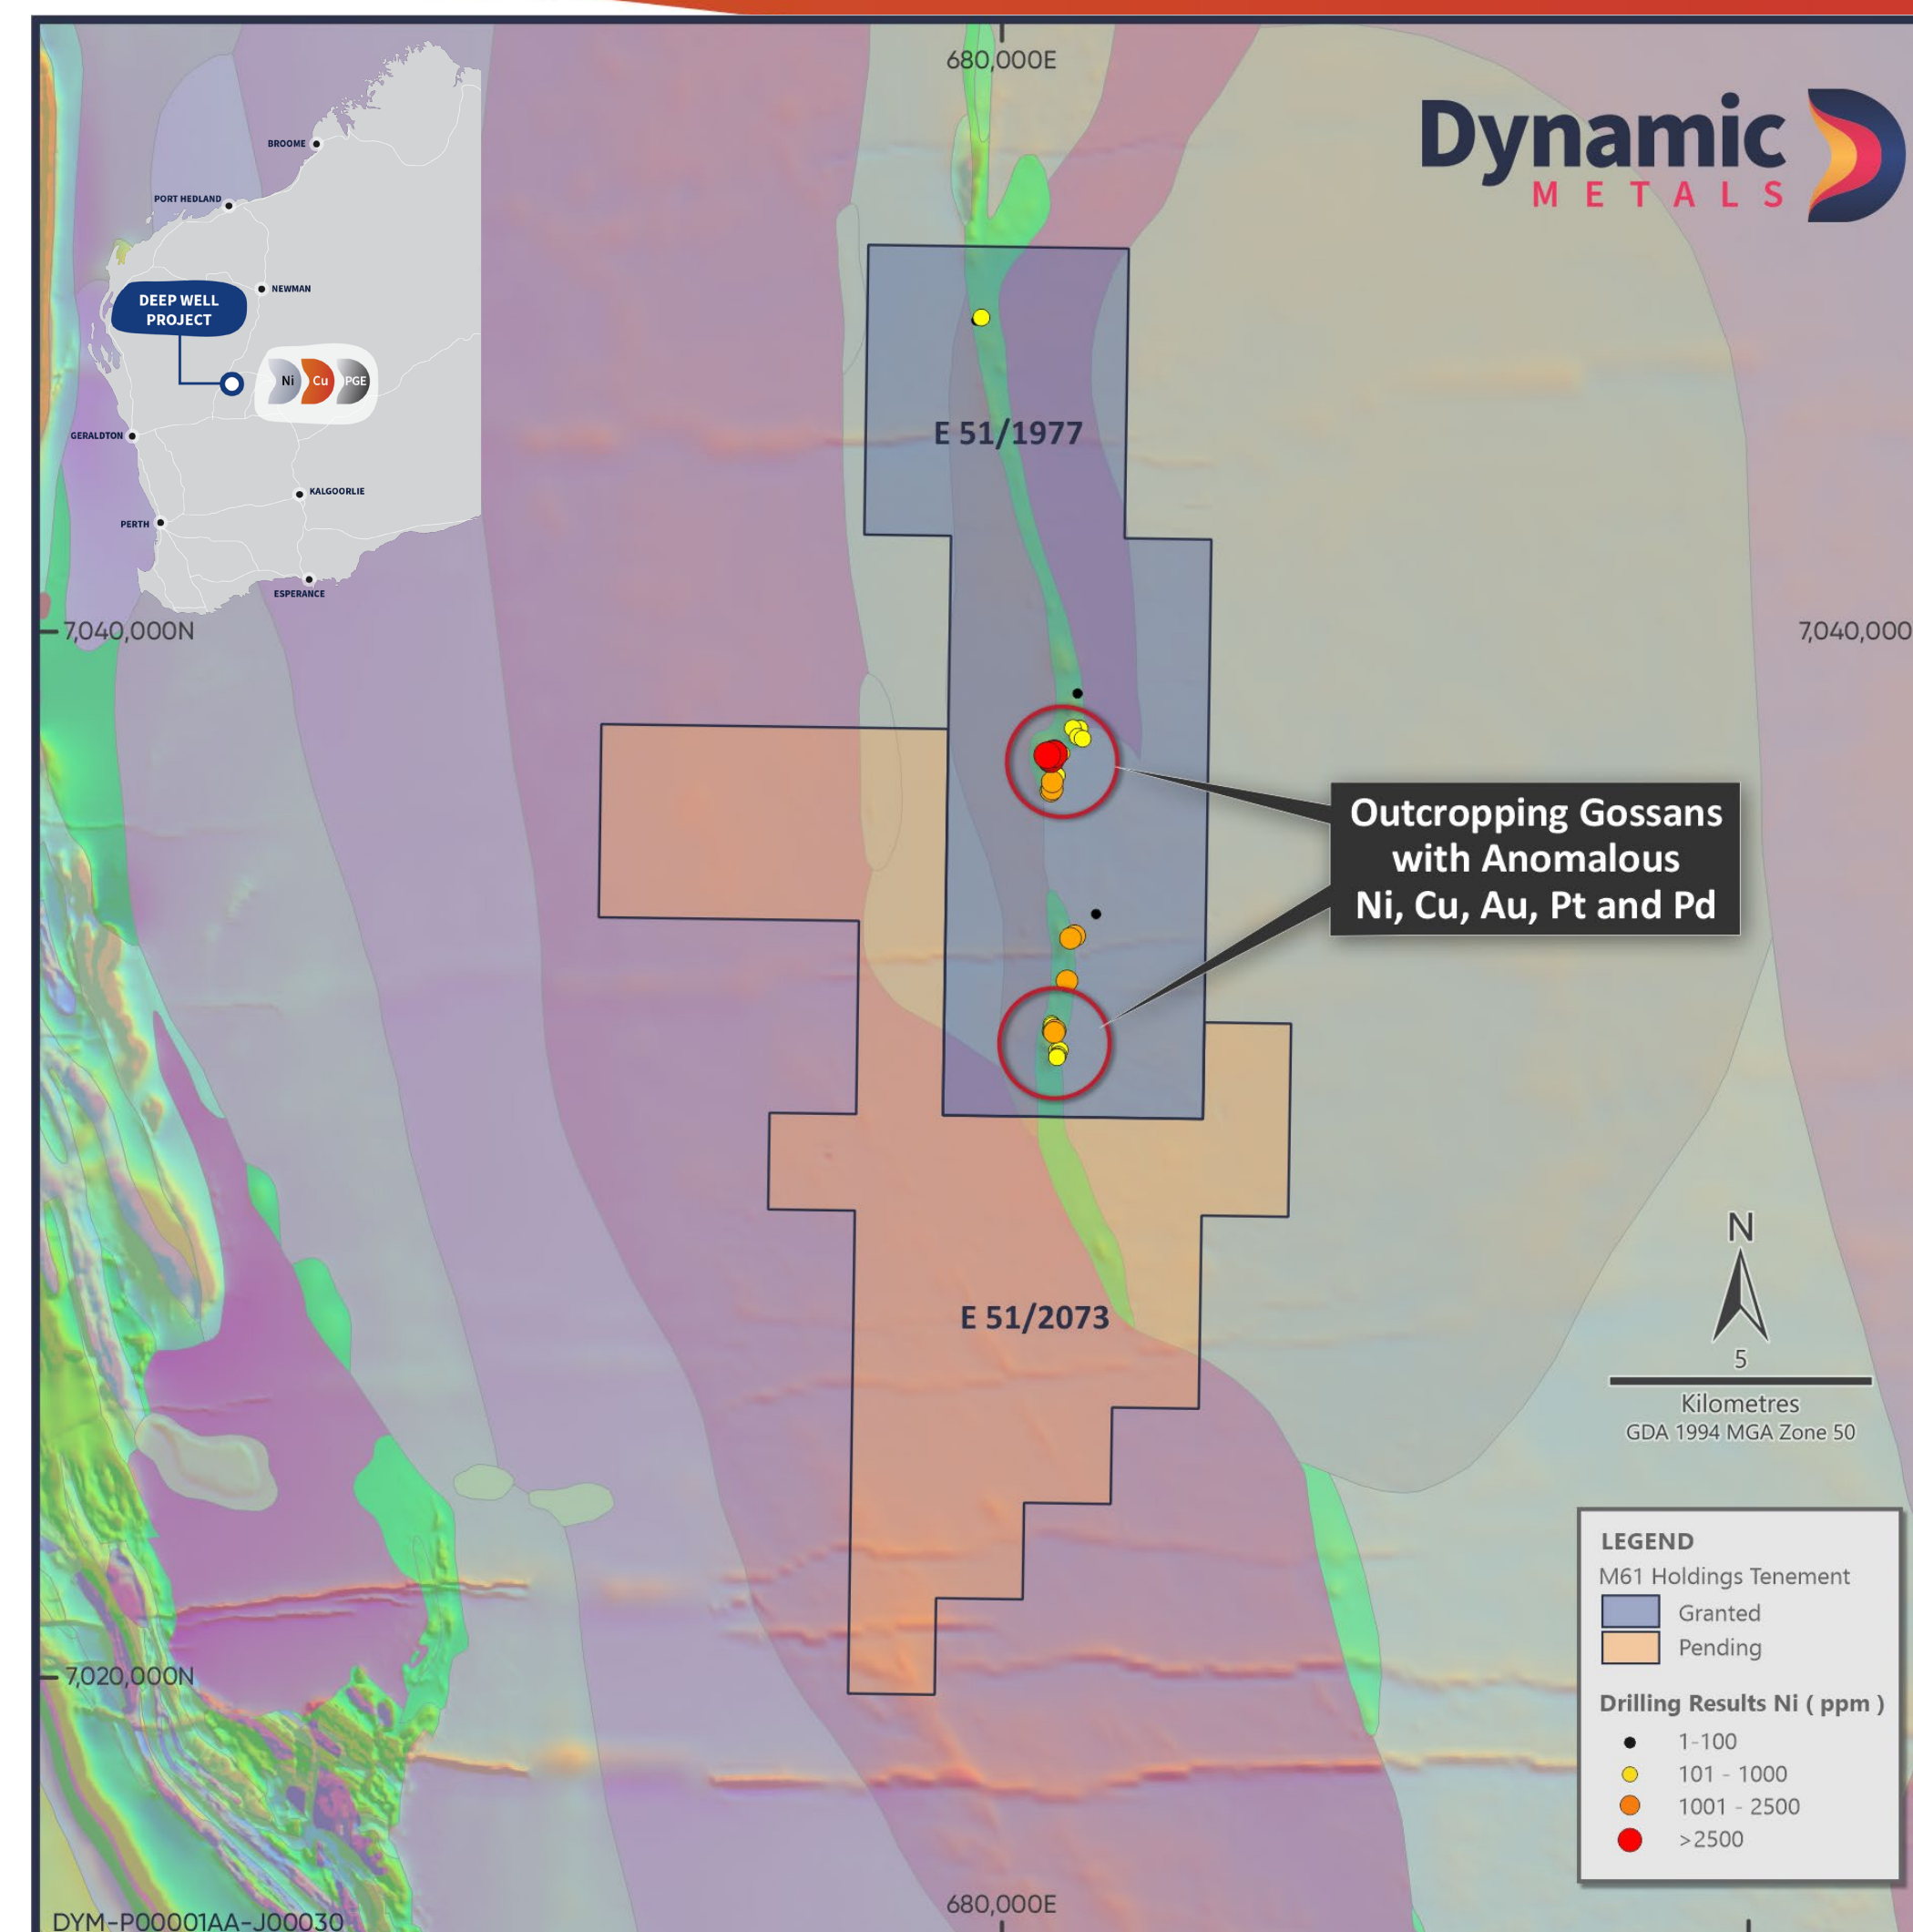 680,000E
Dynamic
METALS
BROOME
PORT HEDLAND
NEWMAN
DEEP WELL
PROJECT
Ni Cu PGE
GERALDTON
KALGOORLIE
PERTH
ESPERANCE
E 51/1977
7,040,000N
7,040,000
Outcropping Gossans
with Anomalous
Ni, Cu, Au, Pt and Pd
E 51/2073
N
5
Kilometres
GDA 1994 MGA Zone 50
LEGEND
M61 Holdings Tenement
Granted
Pending
7,020,000N
Drilling Results Ni ( ppm )
1-100
101 - 1000
1001 - 2500
>2500
680,000E
DYM-P00001AA-J00030